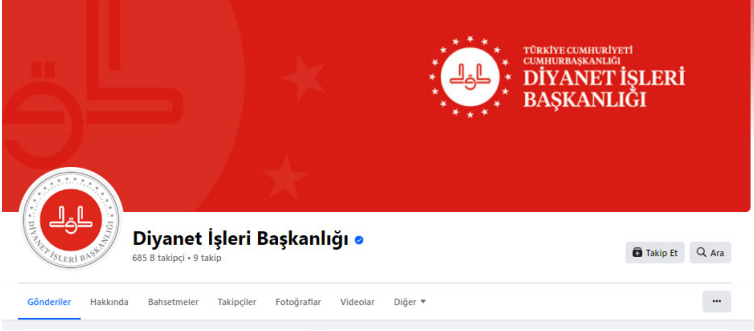 TÜRKİYE CUMHURİYETİ
CUMHURBAŞKANLIĞI
DİYANET İŞLERİ
BAŞKANLIĞI
DİYANET İŞLERİ BAŞKANLIĞI
Diyanet İşleri Başkanlığı
685 B takipçi • 9 takip
Takip Et
Ara
Gönderiler Hakkında Bahsetmeler Takipçiler Fotoğraflar Videolar Diğer